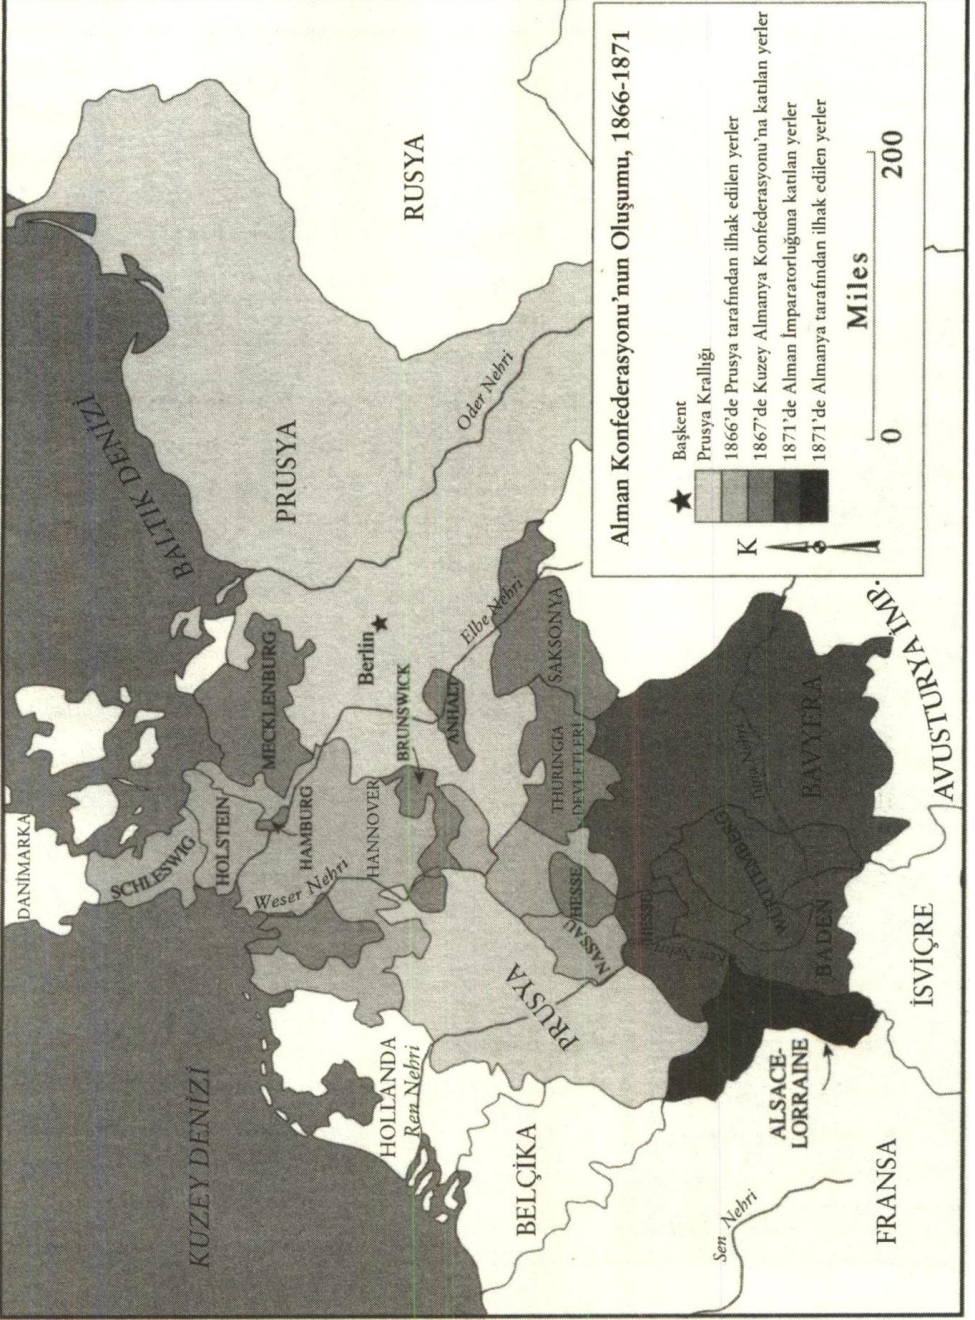 Alman Konfederasyonu'nun Oluşumu, 1866-1871
Başkent
Prusya Krallığı
1866'de Prusya tarafından ilhak edilen yerler
1867'de Kuzey Almanya Konfederasyonu'na katılan yerler
1871'de Alman İmparatorluğuna katılan yerler
1871'de Almanya tarafından ilhak edilen yerler
K
0
Miles
200
KUZEY DENİZİ
DANİMARKA
BALTIK DENİZİ
SCHLESWIG
HOLSTEIN
MECKLENBURG
HAMBURG
Weser Nehri
HANNOVER
PRUSYA
RUSYA
Berlin
BRUNSWICK
HOLLANDA
Ren Nehri
ANHALT
Elbe Nehri
Oder Nehri
BELÇİKA
PRUSYA
NASSAU
HESSE
THURINGIA
DEVLETLERİ
SAKSONYA
HESSE
Ren Nehri
WÜRTTEMBERG
Tuna Nehri
BADEN
BAVYERA
ALSACE-
LORRAINE
Sen Nehri
FRANSA
İSVİÇRE
AVUSTURYA İMP.